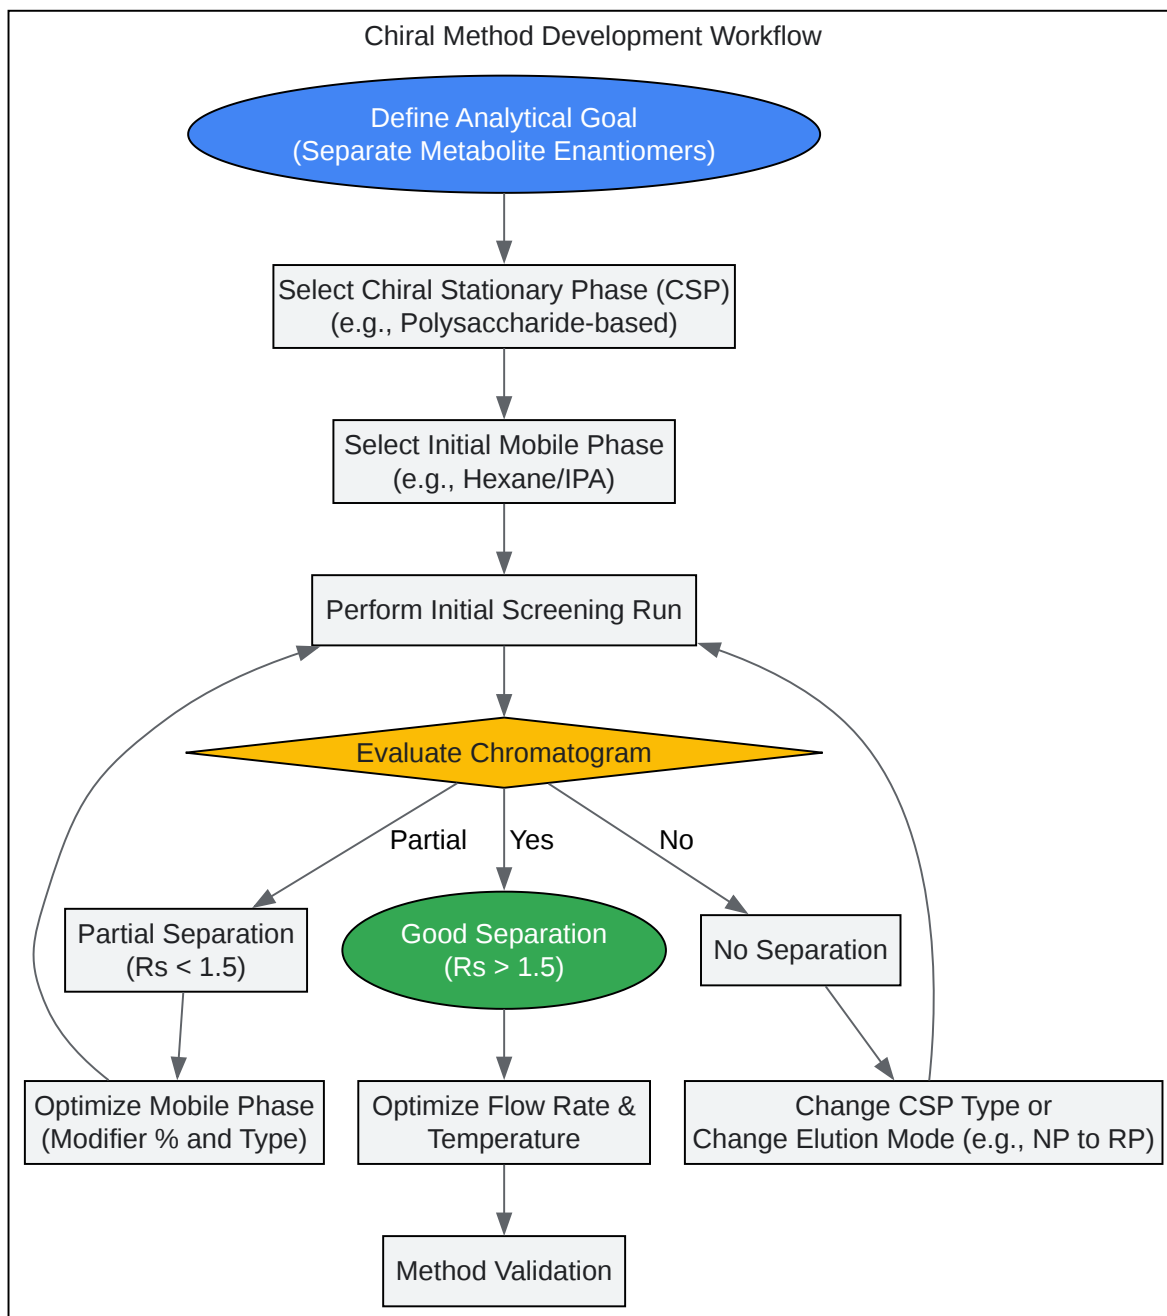 Chiral Method Development Workflow
Define Analytical Goal
(Separate Metabolite Enantiomers)
Select Chiral Stationary Phase (CSP)
(e.g., Polysaccharide-based)
Select Initial Mobile Phase
(e.g., Hexane/IPA)
Perform Initial Screening Run
Evaluate Chromatogram
Partial
Yes
No
Partial Separation
(Rs < 1.5)
Good Separation
(Rs > 1.5)
No Separation
Optimize Mobile Phase
(Modifier % and Type)
Optimize Flow Rate &
Temperature
Change CSP Type or
Change Elution Mode (e.g., NP to RP)
Method Validation